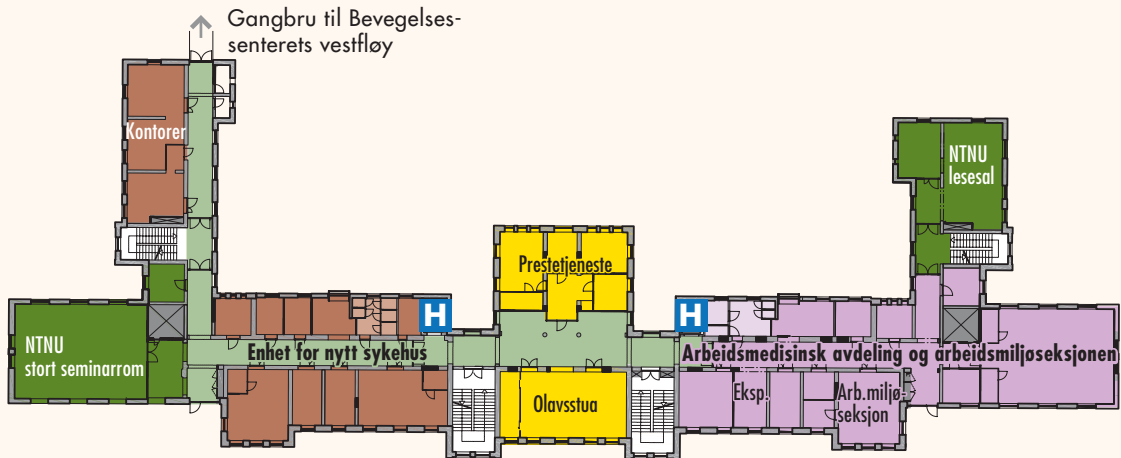 Gangbru til Bevegelses-
senterets vestfløy
Kontorer
NTNU
lesesal
Prestetjeneste
H
H
NTNU
stort seminarrom
Enhet for nytt sykehus
Arbeidsmedisinsk avdeling og arbeidsmiljøseksjonen
Olavsstua
Eksp.
Arb.miljø-
seksjon